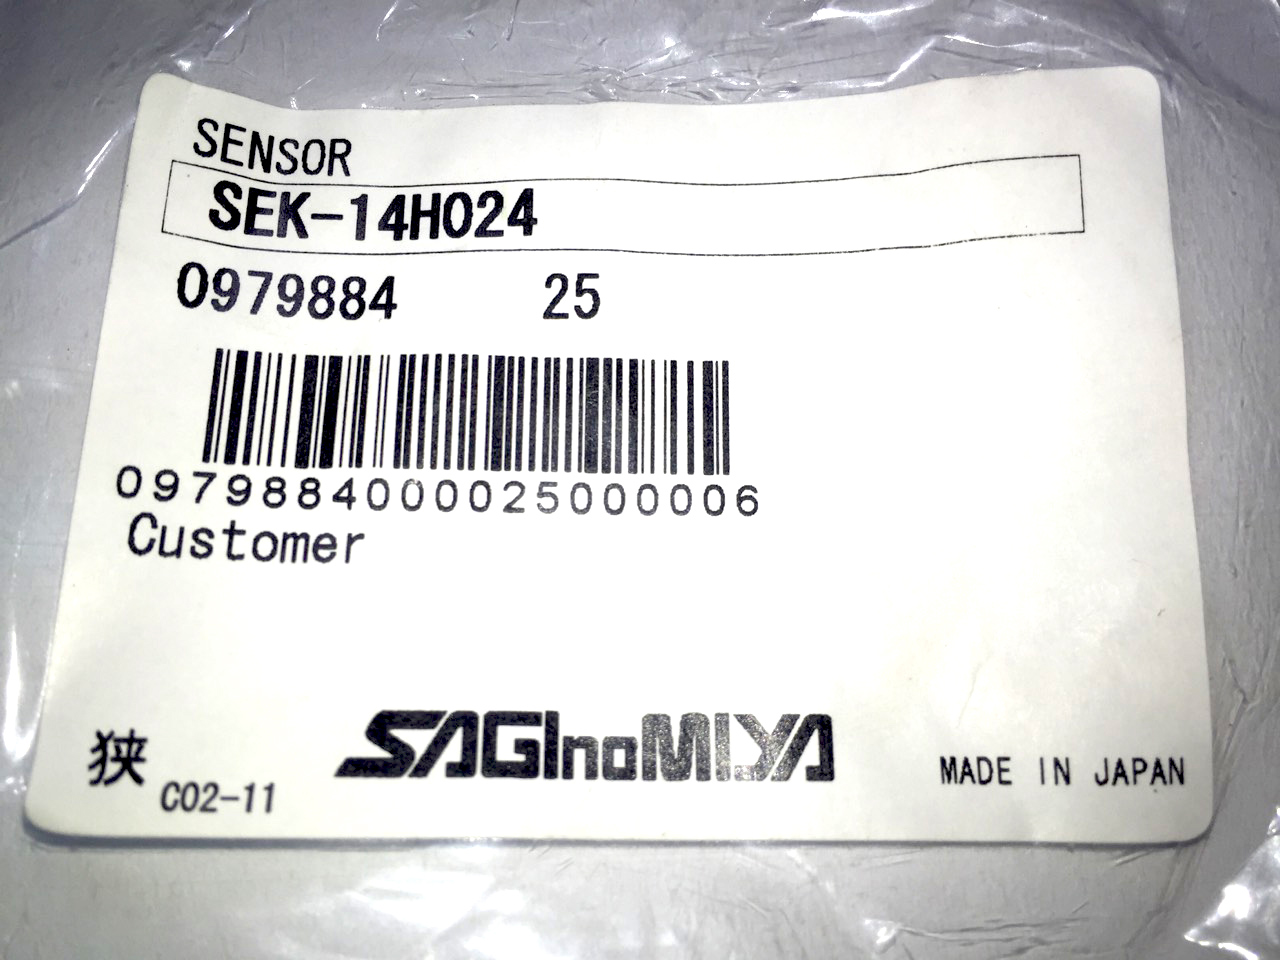 SENSOR
SEK-14H024
0979884 25
0979884000025000006
Customer
狭 C02-11
SAGInoMIYA
MADE IN JAPAN